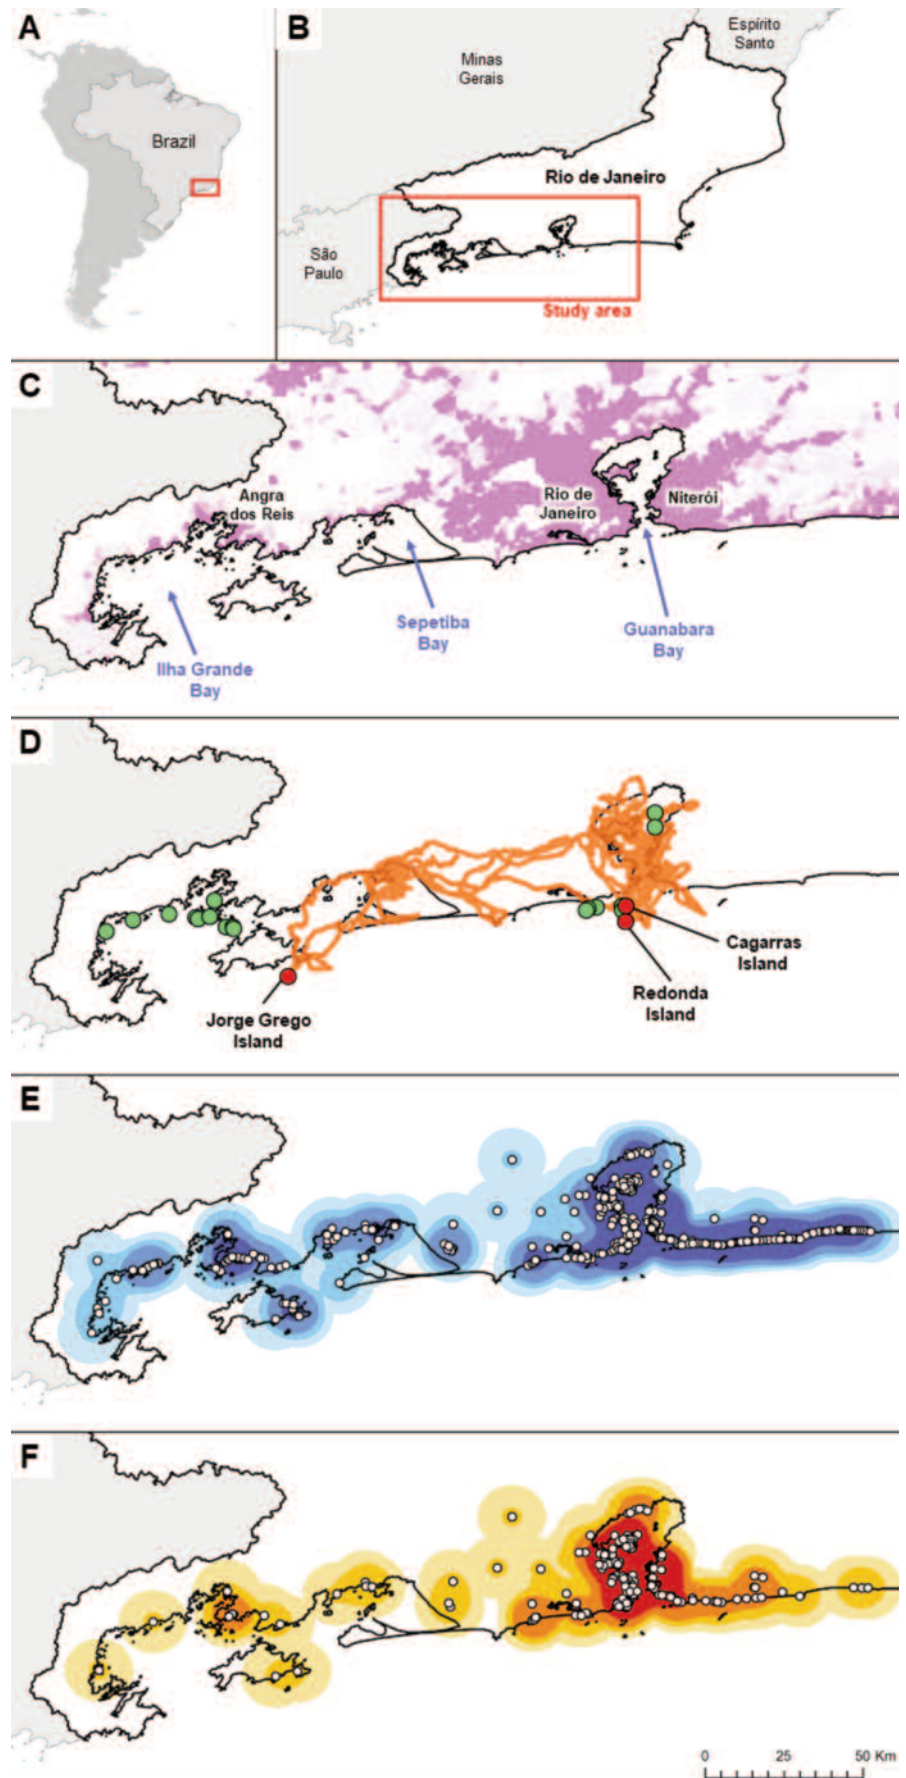 A
Brazil
B
Espírito
Santo
Minas
Gerais
Rio de Janeiro
São
Paulo
Study area
C
Angra
dos Reis
Rio de
Janeiro
Niterói
Sepetiba
Bay
Guanabara
Bay
Ilha Grande
Bay
D
Cagarras
Island
Redonda
Island
Jorge Grego
Island
E
F
0 25 50 Km